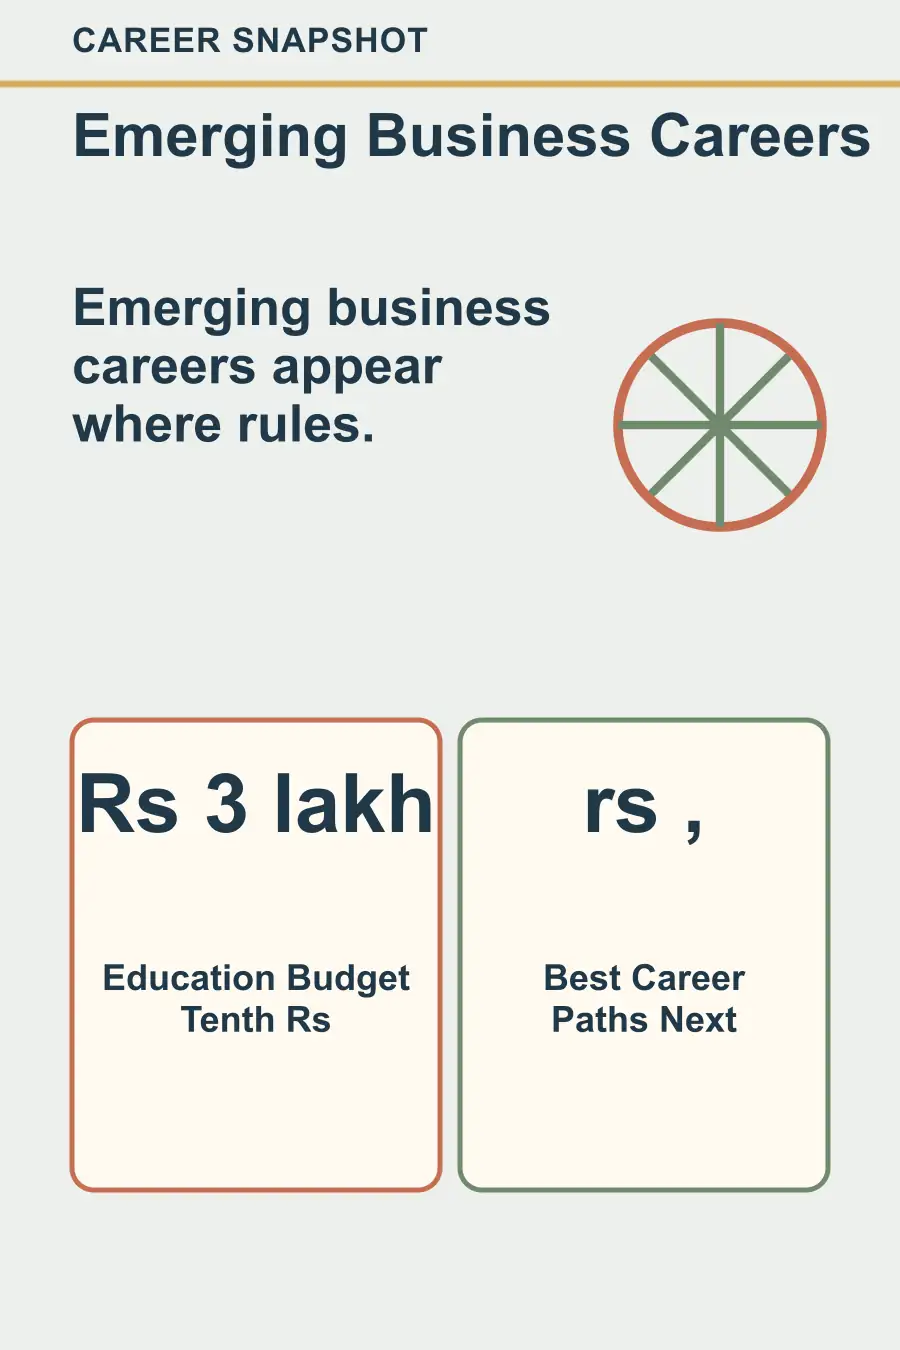 CAREER SNAPSHOT
Emerging Business Careers
Emerging business
careers appear
where rules.
Rs 3 lakh
Education Budget
Tenth Rs
rs ,
Best Career
Paths Next